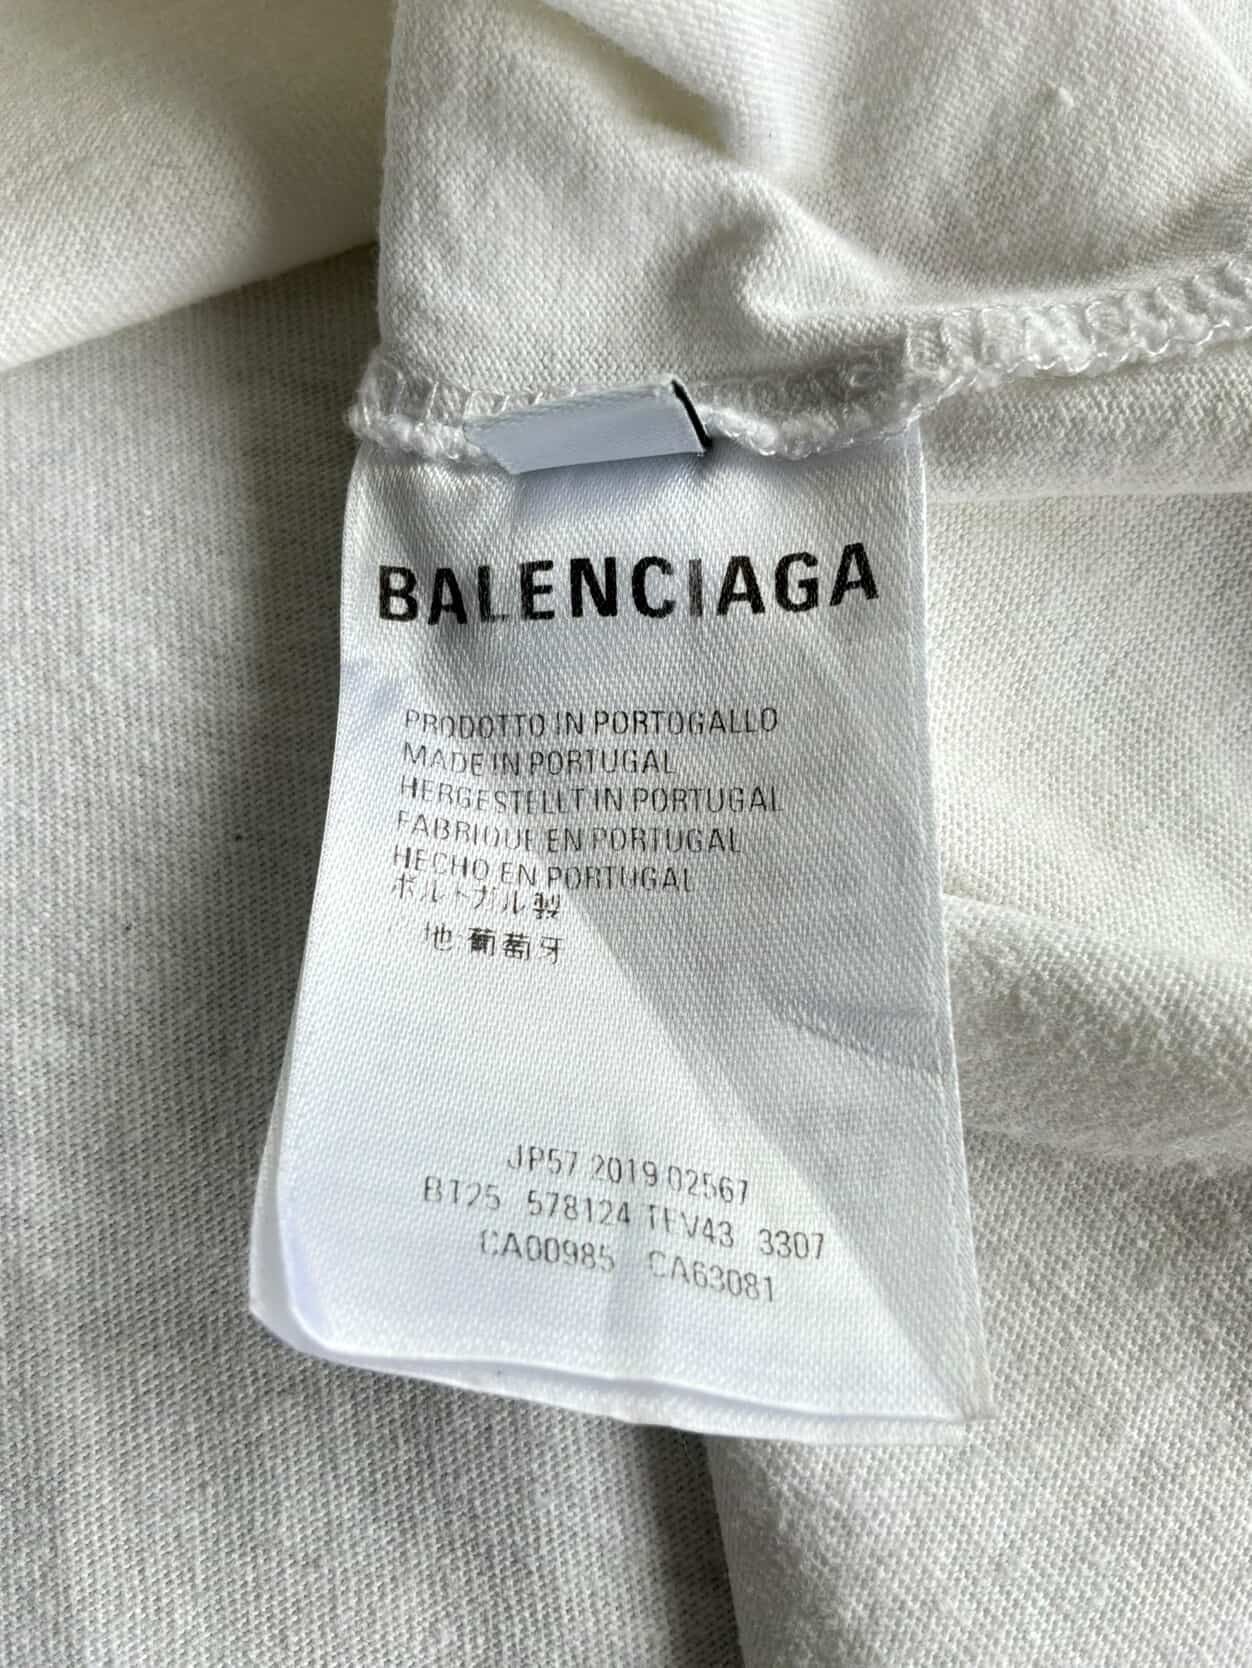 BALENCIAGA
PRODOTTO IN PORTOGALLO
MADE IN PORTUGAL
HERGESTELLT IN PORTUGAL
FABRIQUE EN PORTUGAL
HECHO EN PORTUGAL
ポルトガル製
地:葡萄牙
JP57 2019 02567
BT25 578124 TEV43 3307
CA00985 CA63081